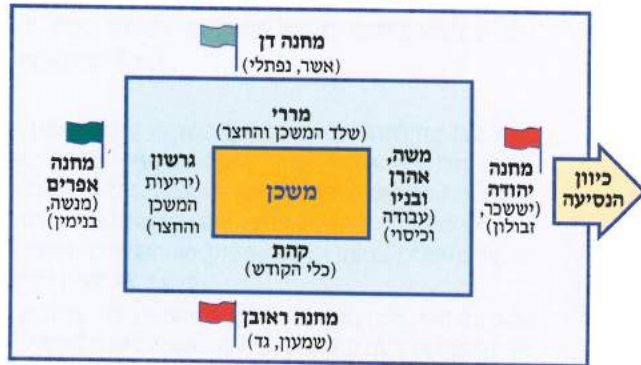 מחנה דן
(אשר, נפתלי)
מררי
(שלד המשכן והחצר)
כיוון
הנסיעה
מחנה
יהודה
(יששכר,
זבולון)
משה,
אהרן
ובניו
(עבודה
וכיסוי)
משכן
גרשון
(יריעות
המשכן
והחצר)
מחנה
אפרים
(מנשה,
בנימין)
קהת
(כלי הקודש)
מחנה ראובן
(שמעון, גד)